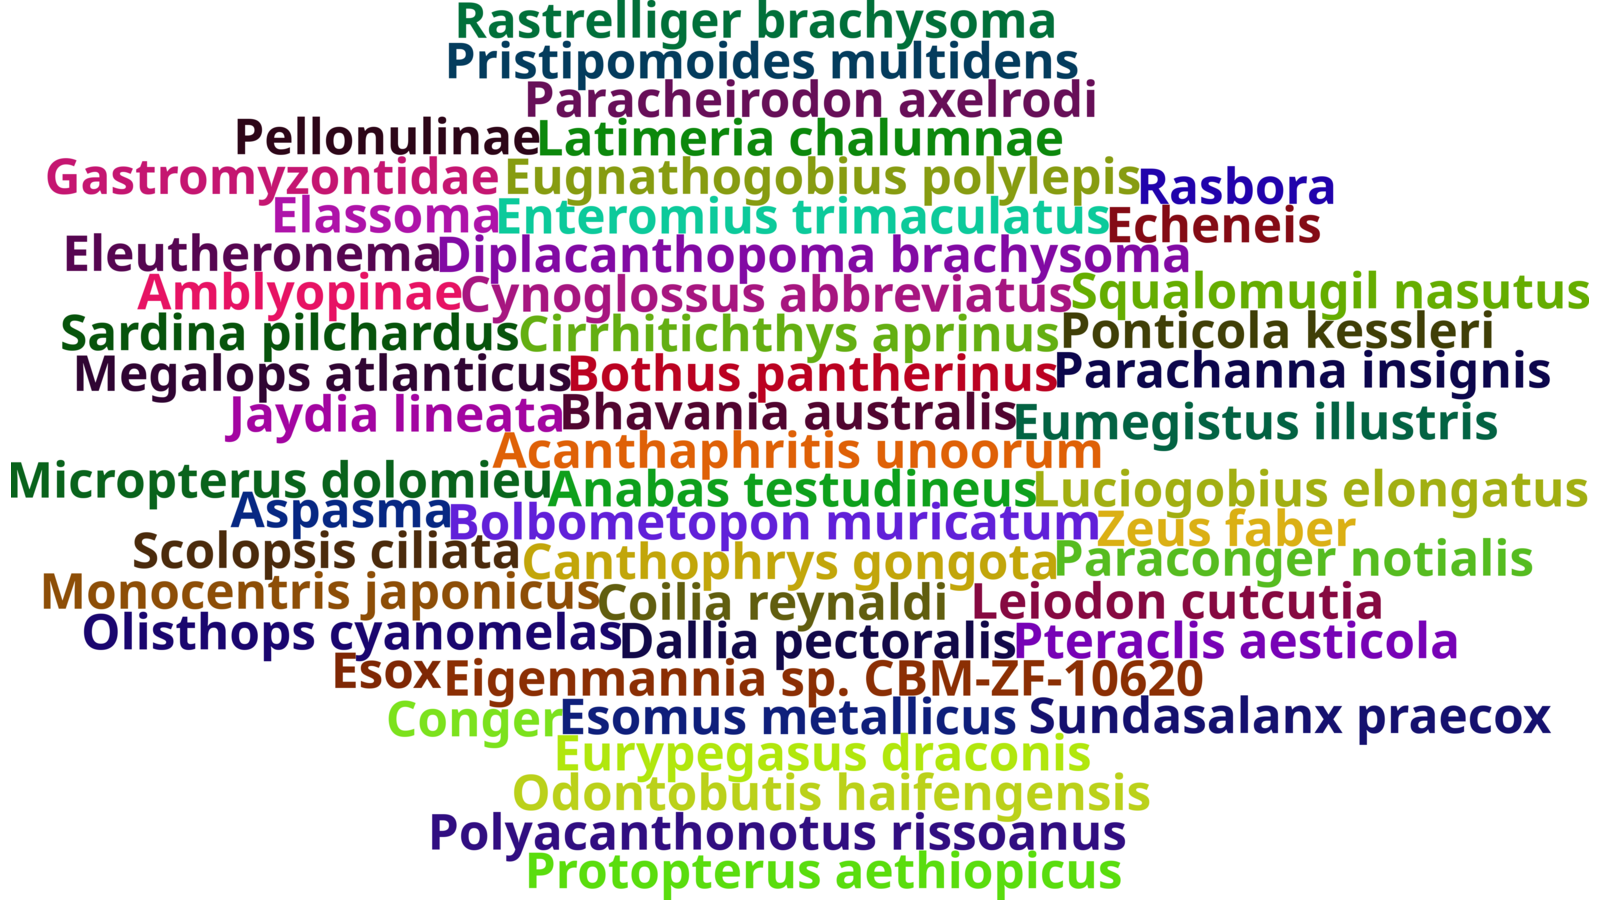 Rastrelliger brachysoma
Pristipomoides multidens
Paracheirodon axelrodi
Pellonulinae Latimeria chalumnae
Gastromyzontidae Eugnathogobius polylepis Rasbora
Elassoma Enteromius trimaculatus Echeneis
Eleutheronema Diplacanthopoma brachysoma
Amblyopinae Cynoglossus abbreviatus Squalomugil nasutus
Sardina pilchardus Cirrhitichthys aprinus Ponticola kessleri
Megalops atlanticus Bothus pantherinus Parachanna insignis
Jaydia lineata Bhavania australis Eumegistus illustris
Acanthaphritis unoorum
Micropterus dolomieu Anabas testudineus Luciogobius elongatus
Aspasma Bolbometopon muricatum Zeus faber
Scolopsis ciliata Canthophrys gongota Paraconger notialis
Monocentris japonicus Coilia reynaldi Leiodon cutcutia
Olisthops cyanomelas Dallia pectoralis Pteraclis aesticola
Esox Eigenmannia sp. CBM-ZF-10620
Conger Esomus metallicus Sundasalanx praecox
Eurypegasus draconis
Odontobutis haifengensis
Polyacanthonotus rissoanus
Protopterus aethiopicus